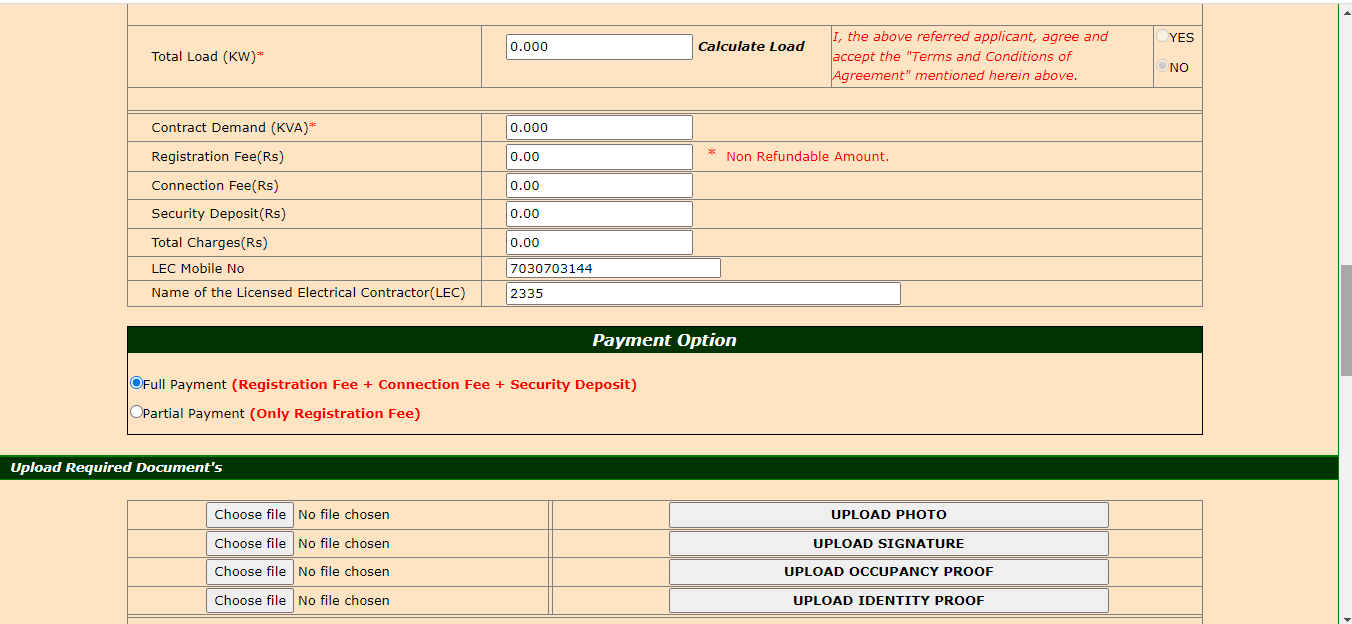 Total Load (KW)*
0.000
Calculate Load
I, the above referred applicant, agree and
accept the "Terms and Conditions of
Agreement" mentioned herein above.
YES
NO
Contract Demand (KVA)*
0.000
Registration Fee(Rs)
0.00
* Non Refundable Amount.
Connection Fee(Rs)
0.00
Security Deposit(Rs)
0.00
Total Charges(Rs)
0.00
LEC Mobile No
7030703144
Name of the Licensed Electrical Contractor(LEC)
2335
Payment Option
Full Payment (Registration Fee + Connection Fee + Security Deposit)
Partial Payment (Only Registration Fee)
Upload Required Document's
Choose file No file chosen
UPLOAD PHOTO
Choose file No file chosen
UPLOAD SIGNATURE
Choose file No file chosen
UPLOAD OCCUPANCY PROOF
Choose file No file chosen
UPLOAD IDENTITY PROOF